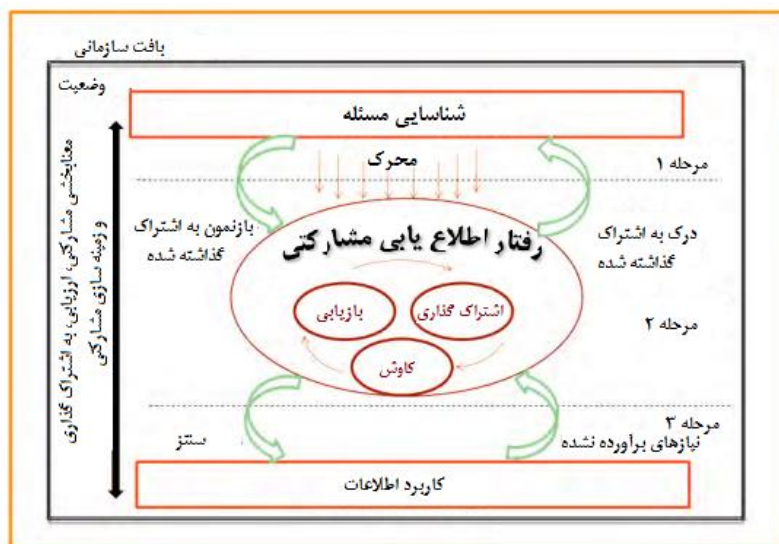 بافت سازمانی
وضعیت
شناسایی مسئله
محرک
مرحله ۱
رفتار اطلاع یابی مشارکتی
بازنمون به اشتراک
گذاشته شده
درک به اشتراک
گذاشته شده
بازیابی
اشتراک گذاری
کاوش
مرحله ۲
معنابخشی مشارکتی، ارزیابی، به اشتراک گذاری
و زمینه سازی مشارکتی
مرحله ۳
سنتز
نیازهای برآورده نشده
کاربرد اطلاعات